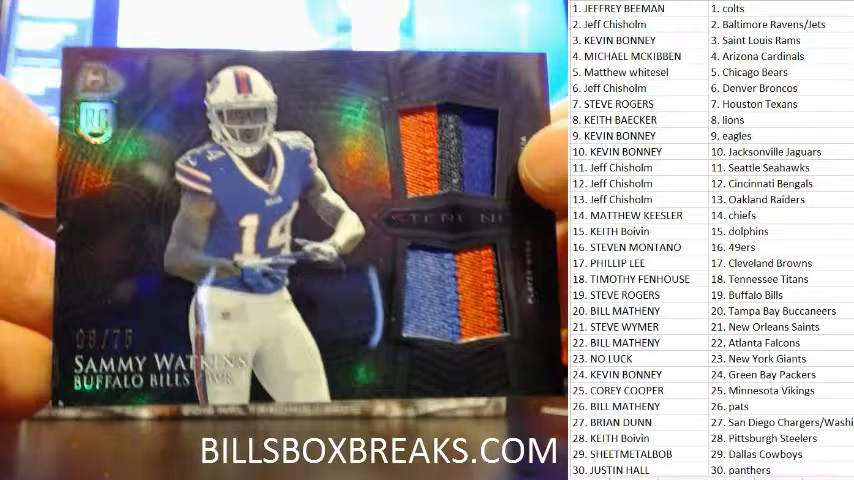 RC
14
14
STERLING
08/75
SAMMY WATKINS
BUFFALO BILLS / WR
BILLSBOXBREAKS.COM
1. JEFFREY BEEMAN
2. Jeff Chisholm
3. KEVIN BONNEY
4. MICHAEL MCKIBBEN
5. Matthew whitesel
6. Jeff Chisholm
7. STEVE ROGERS
8. KEITH BAECKER
9. KEVIN BONNEY
10. KEVIN BONNEY
11. Jeff Chisholm
12. Jeff Chisholm
13. Jeff Chisholm
14. MATTHEW KEESLER
15. KEITH Boivin
16. STEVEN MONTANO
17. PHILLIP LEE
18. TIMOTHY FENHOUSE
19. STEVE ROGERS
20. BILL MATHENY
21. STEVE WYMER
22. BILL MATHENY
23. NO LUCK
24. KEVIN BONNEY
25. COREY COOPER
26. BILL MATHENY
27. BRIAN DUNN
28. KEITH Boivin
29. SHEETMETALBOB
30. JUSTIN HALL
1. colts
2. Baltimore Ravens/Jets
3. Saint Louis Rams
4. Arizona Cardinals
5. Chicago Bears
6. Denver Broncos
7. Houston Texans
8. lions
9. eagles
10. Jacksonville Jaguars
11. Seattle Seahawks
12. Cincinnati Bengals
13. Oakland Raiders
14. chiefs
15. dolphins
16. 49ers
17. Cleveland Browns
18. Tennessee Titans
19. Buffalo Bills
20. Tampa Bay Buccaneers
21. New Orleans Saints
22. Atlanta Falcons
23. New York Giants
24. Green Bay Packers
25. Minnesota Vikings
26. pats
27. San Diego Chargers/Washi
28. Pittsburgh Steelers
29. Dallas Cowboys
30. panthers